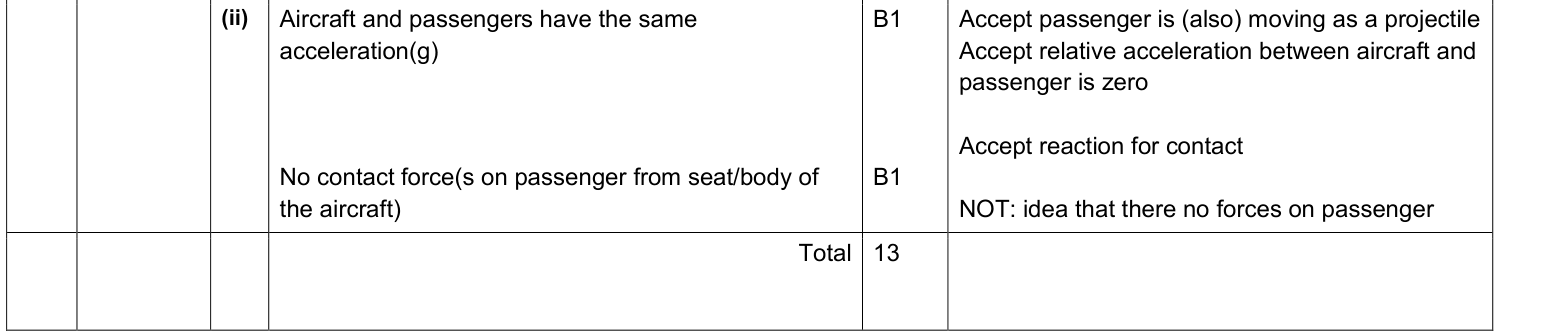 (ii) Aircraft and passengers have the same B1 Accept passenger is (also) moving as a projectile
acceleration(g) Accept relative acceleration between aircraft and
passenger is zero
Accept reaction for contact
No contact force(s on passenger from seat/body of B1
the aircraft) NOT: idea that there no forces on passenger
Total 13